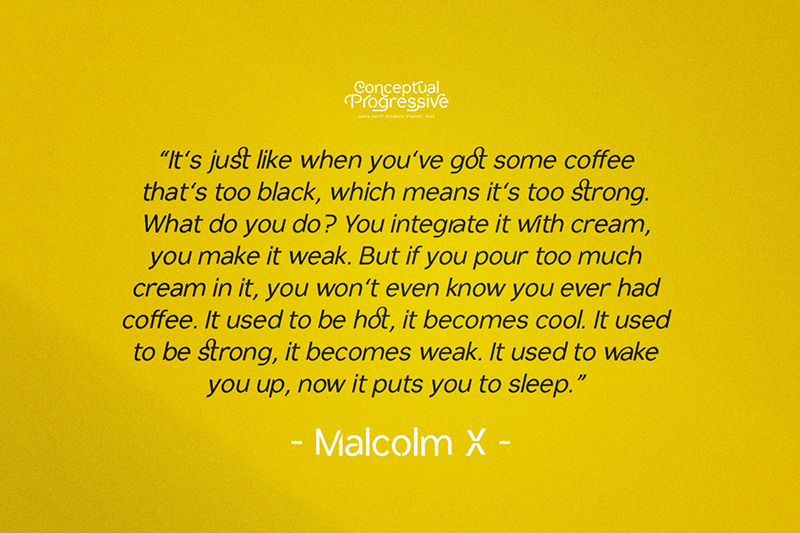 Conceptual
Progressive
sans serif modern classic font
“It's just like when you've got some coffee
that's too black, which means it's too strong.
What do you do? You integrate it with cream,
you make it weak. But if you pour too much
cream in it, you won't even know you ever had
coffee. It used to be hot, it becomes cool. It used
to be strong, it becomes weak. It used to wake
you up, now it puts you to sleep.”
- Malcolm X -